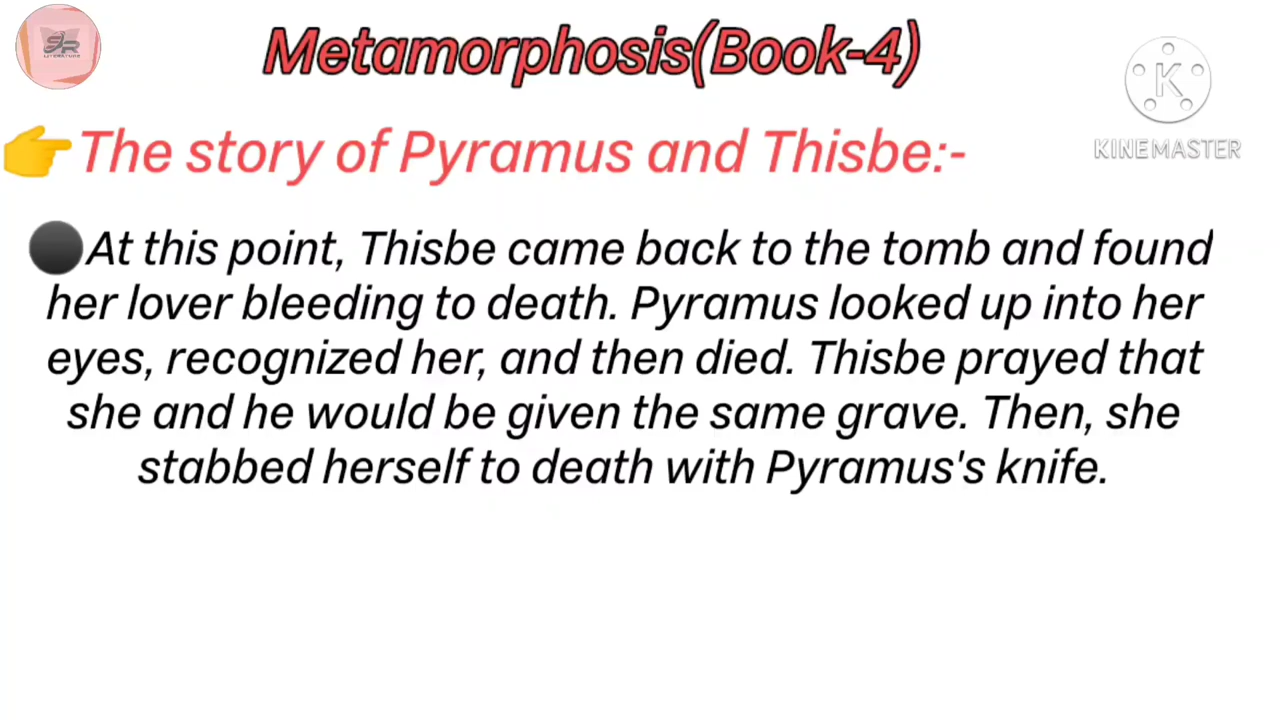 Metamorphosis(Book-4)
SR
LITERATURE
K
KINEMASTER
👉The story of Pyramus and Thisbe:-
⚫At this point, Thisbe came back to the tomb and found
her lover bleeding to death. Pyramus looked up into her
eyes, recognized her, and then died. Thisbe prayed that
she and he would be given the same grave. Then, she
stabbed herself to death with Pyramus's knife.